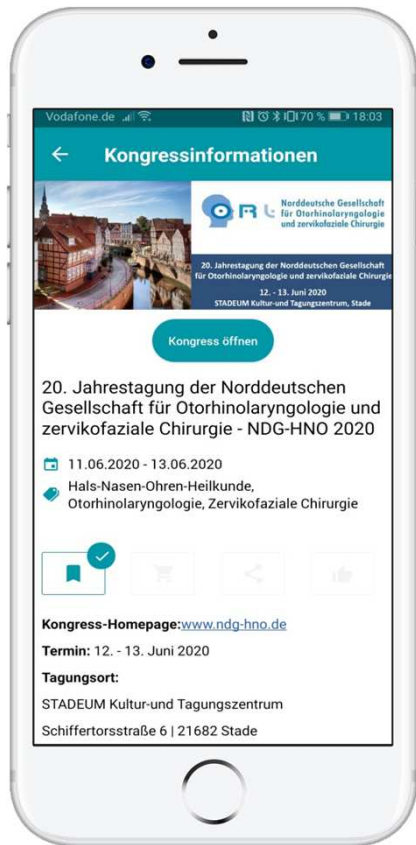 Vodafone.de 70 % 18:03
Kongressinformationen
ORL
Norddeutsche Gesellschaft
für Otorhinolaryngologie
und zervikofaziale Chirurgie
20. Jahrestagung der Norddeutschen Gesellschaft
für Otorhinolaryngologie und zervikofaziale Chirurgie
12. - 13. Juni 2020
STADEUM Kultur-und Tagungszentrum, Stade
Kongress öffnen
20. Jahrestagung der Norddeutschen
Gesellschaft für Otorhinolaryngologie und
zervikofaziale Chirurgie - NDG-HNO 2020
11.06.2020 - 13.06.2020
Hals-Nasen-Ohren-Heilkunde,
Otorhinolaryngologie, Zervikofaziale Chirurgie
Kongress-Homepage:www.ndg-hno.de
Termin: 12. - 13. Juni 2020
Tagungsort:
STADEUM Kultur-und Tagungszentrum
Schiffertorsstraße 6 | 21682 Stade